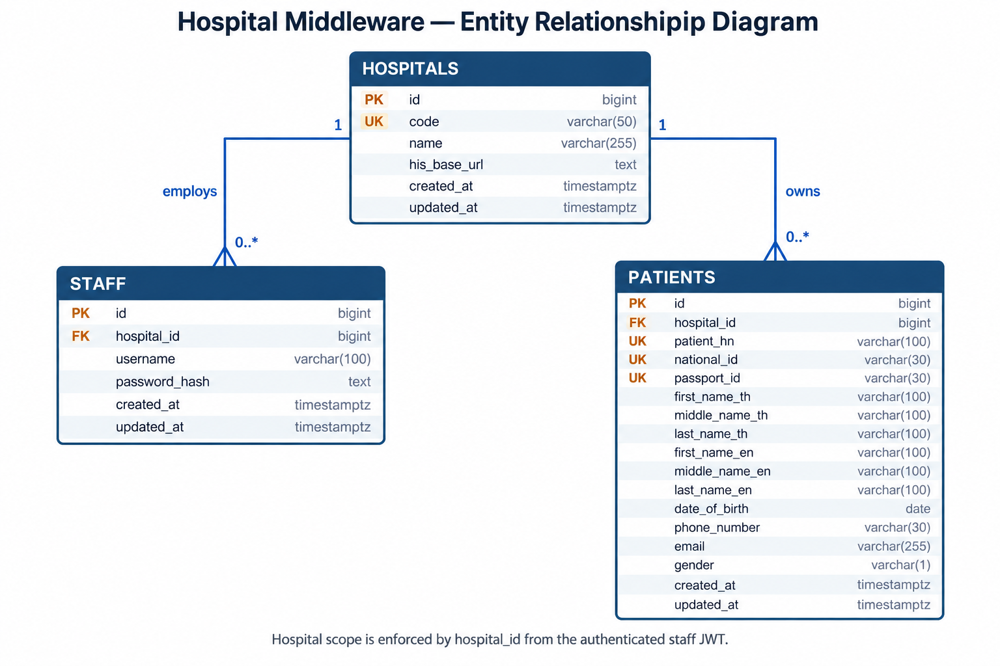 Hospital Middleware — Entity Relationshipip Diagram
HOSPITALS
PK id bigint
UK code varchar(50)
name varchar(255)
his_base_url text
created_at timestamptz
updated_at timestamptz
1
1
employs
owns
0..*
0..*
STAFF
PK id bigint
FK hospital_id bigint
username varchar(100)
password_hash text
created_at timestamptz
updated_at timestamptz
PATIENTS
PK id bigint
FK hospital_id bigint
UK patient_hn varchar(100)
UK national_id varchar(30)
UK passport_id varchar(30)
first_name_th varchar(100)
middle_name_th varchar(100)
last_name_th varchar(100)
first_name_en varchar(100)
middle_name_en varchar(100)
last_name_en varchar(100)
date_of_birth date
phone_number varchar(30)
email varchar(255)
gender varchar(1)
created_at timestamptz
updated_at timestamptz
Hospital scope is enforced by hospital_id from the authenticated staff JWT.